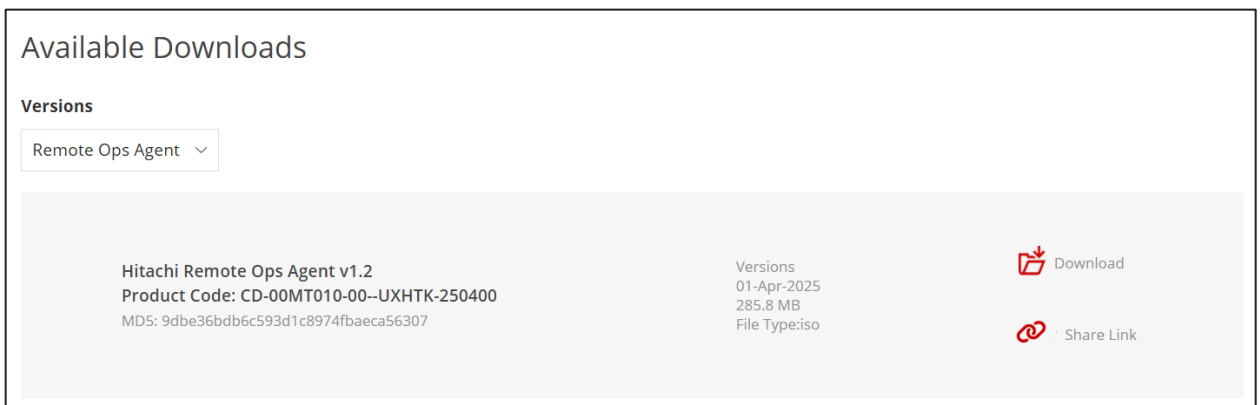 Available Downloads
Versions
Remote Ops Agent
Hitachi Remote Ops Agent v1.2
Product Code: CD-00MT010-00--UXHTK-250400
MD5: 9dbe36bdb6c593d1c8974fbaeca56307
Versions
01-Apr-2025
285.8 MB
File Type:iso
Download
Share Link